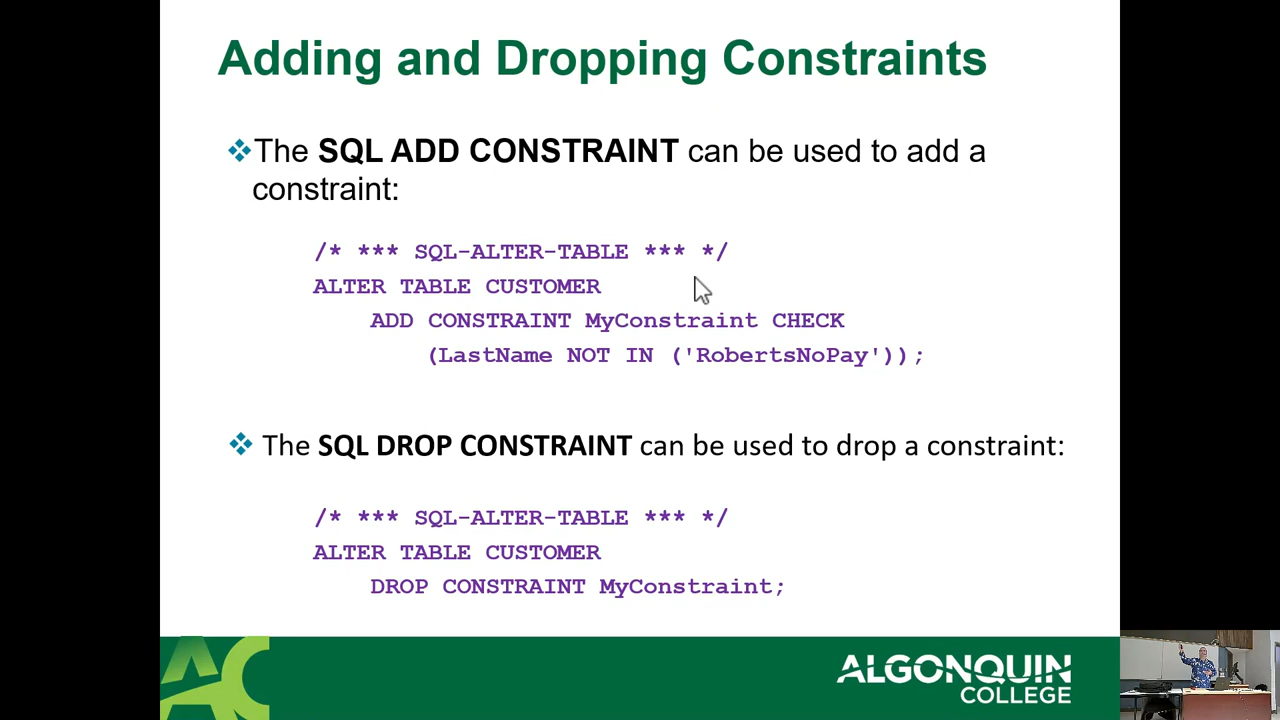 Adding and Dropping Constraints
The SQL ADD CONSTRAINT can be used to add a
constraint:
/* *** SQL-ALTER-TABLE *** */
ALTER TABLE CUSTOMER
ADD CONSTRAINT MyConstraint CHECK
(LastName NOT IN ('RobertsNoPay'));
The SQL DROP CONSTRAINT can be used to drop a constraint:
/* *** SQL-ALTER-TABLE *** */
ALTER TABLE CUSTOMER
DROP CONSTRAINT MyConstraint;
AC
ALGONQUIN
COLLEGE